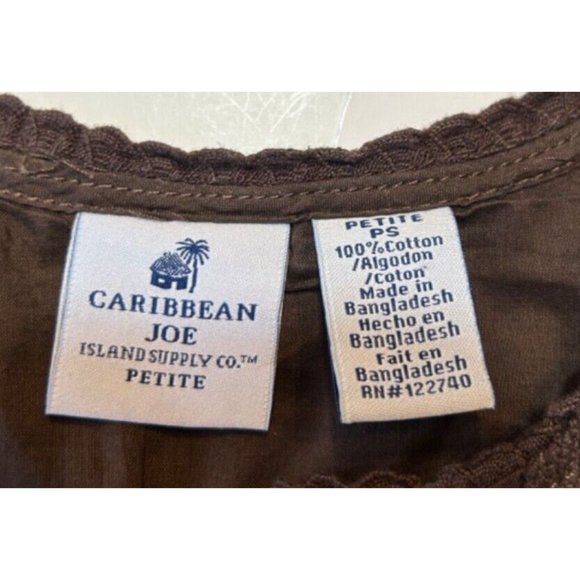 CARIBBEAN
JOE
ISLAND SUPPLY CO.™
PETITE
PETITE
PS
100%Cotton
/Algodon
/Coton
Made in
Bangladesh
Hecho en
Bangladesh
Fait en
Bangladesh
RN#122740